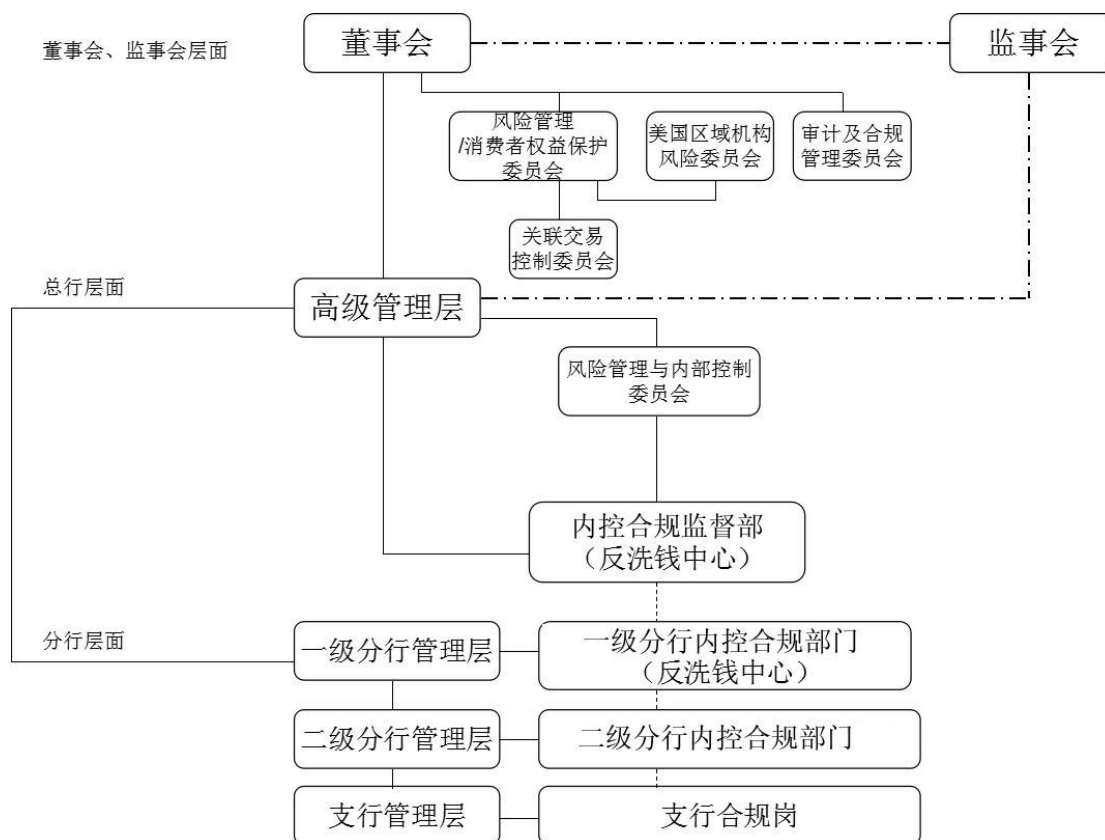 董事会
监事会
董事会、监事会层面
风险管理
/消费者权益保护
委员会
美国区域机构
风险委员会
审计及合规
管理委员会
关联交易
控制委员会
总行层面
高级管理层
风险管理与内部控制
委员会
内控合规监督部
（反洗钱中心）
分行层面
一级分行管理层
一级分行内控合规部门
（反洗钱中心）
二级分行管理层
二级分行内控合规部门
支行管理层
支行合规岗